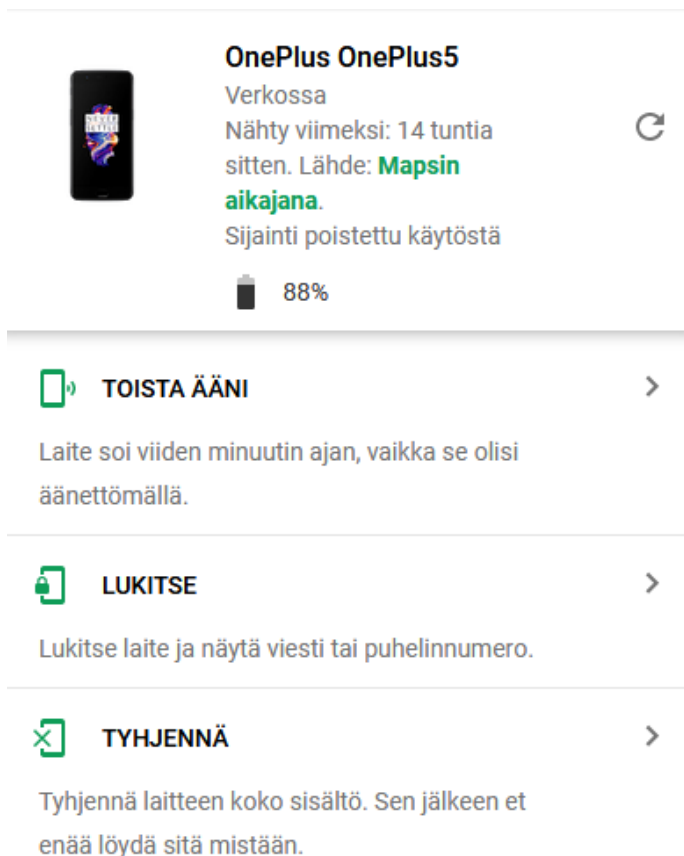 OnePlus OnePlus5
Verkossa
Nähty viimeksi: 14 tuntia
sitten. Lähde: Mapsin
aikajana.
Sijainti poistettu käytöstä
88%
TOISTA ÄÄNI
Laite soi viiden minuutin ajan, vaikka se olisi
äänettömällä.
LUKITSE
Lukitse laite ja näytä viesti tai puhelinnumero.
TYHJENNÄ
Tyhjennä laitteen koko sisältö. Sen jälkeen et
enää löydä sitä mistään.